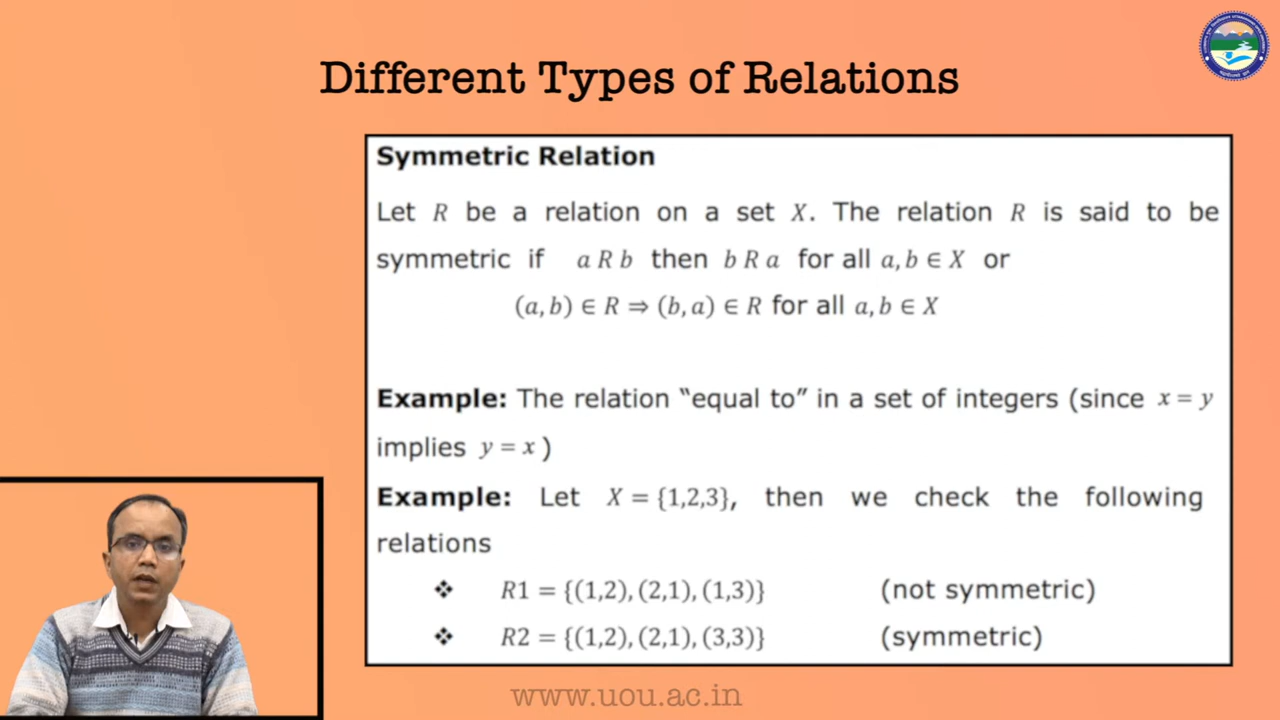 Different Types of Relations
Symmetric Relation
Let R be a relation on a set X. The relation R is said to be
symmetric if a R b then b R a for all a, b ∈ X or
(a, b) ∈ R ⇒ (b, a) ∈ R for all a, b ∈ X
Example: The relation “equal to” in a set of integers (since x = y
implies y = x )
Example: Let X = {1,2,3}, then we check the following
relations
❖ R1 = {(1,2), (2,1), (1,3)} (not symmetric)
❖ R2 = {(1,2), (2,1), (3,3)} (symmetric)
www.uou.ac.in